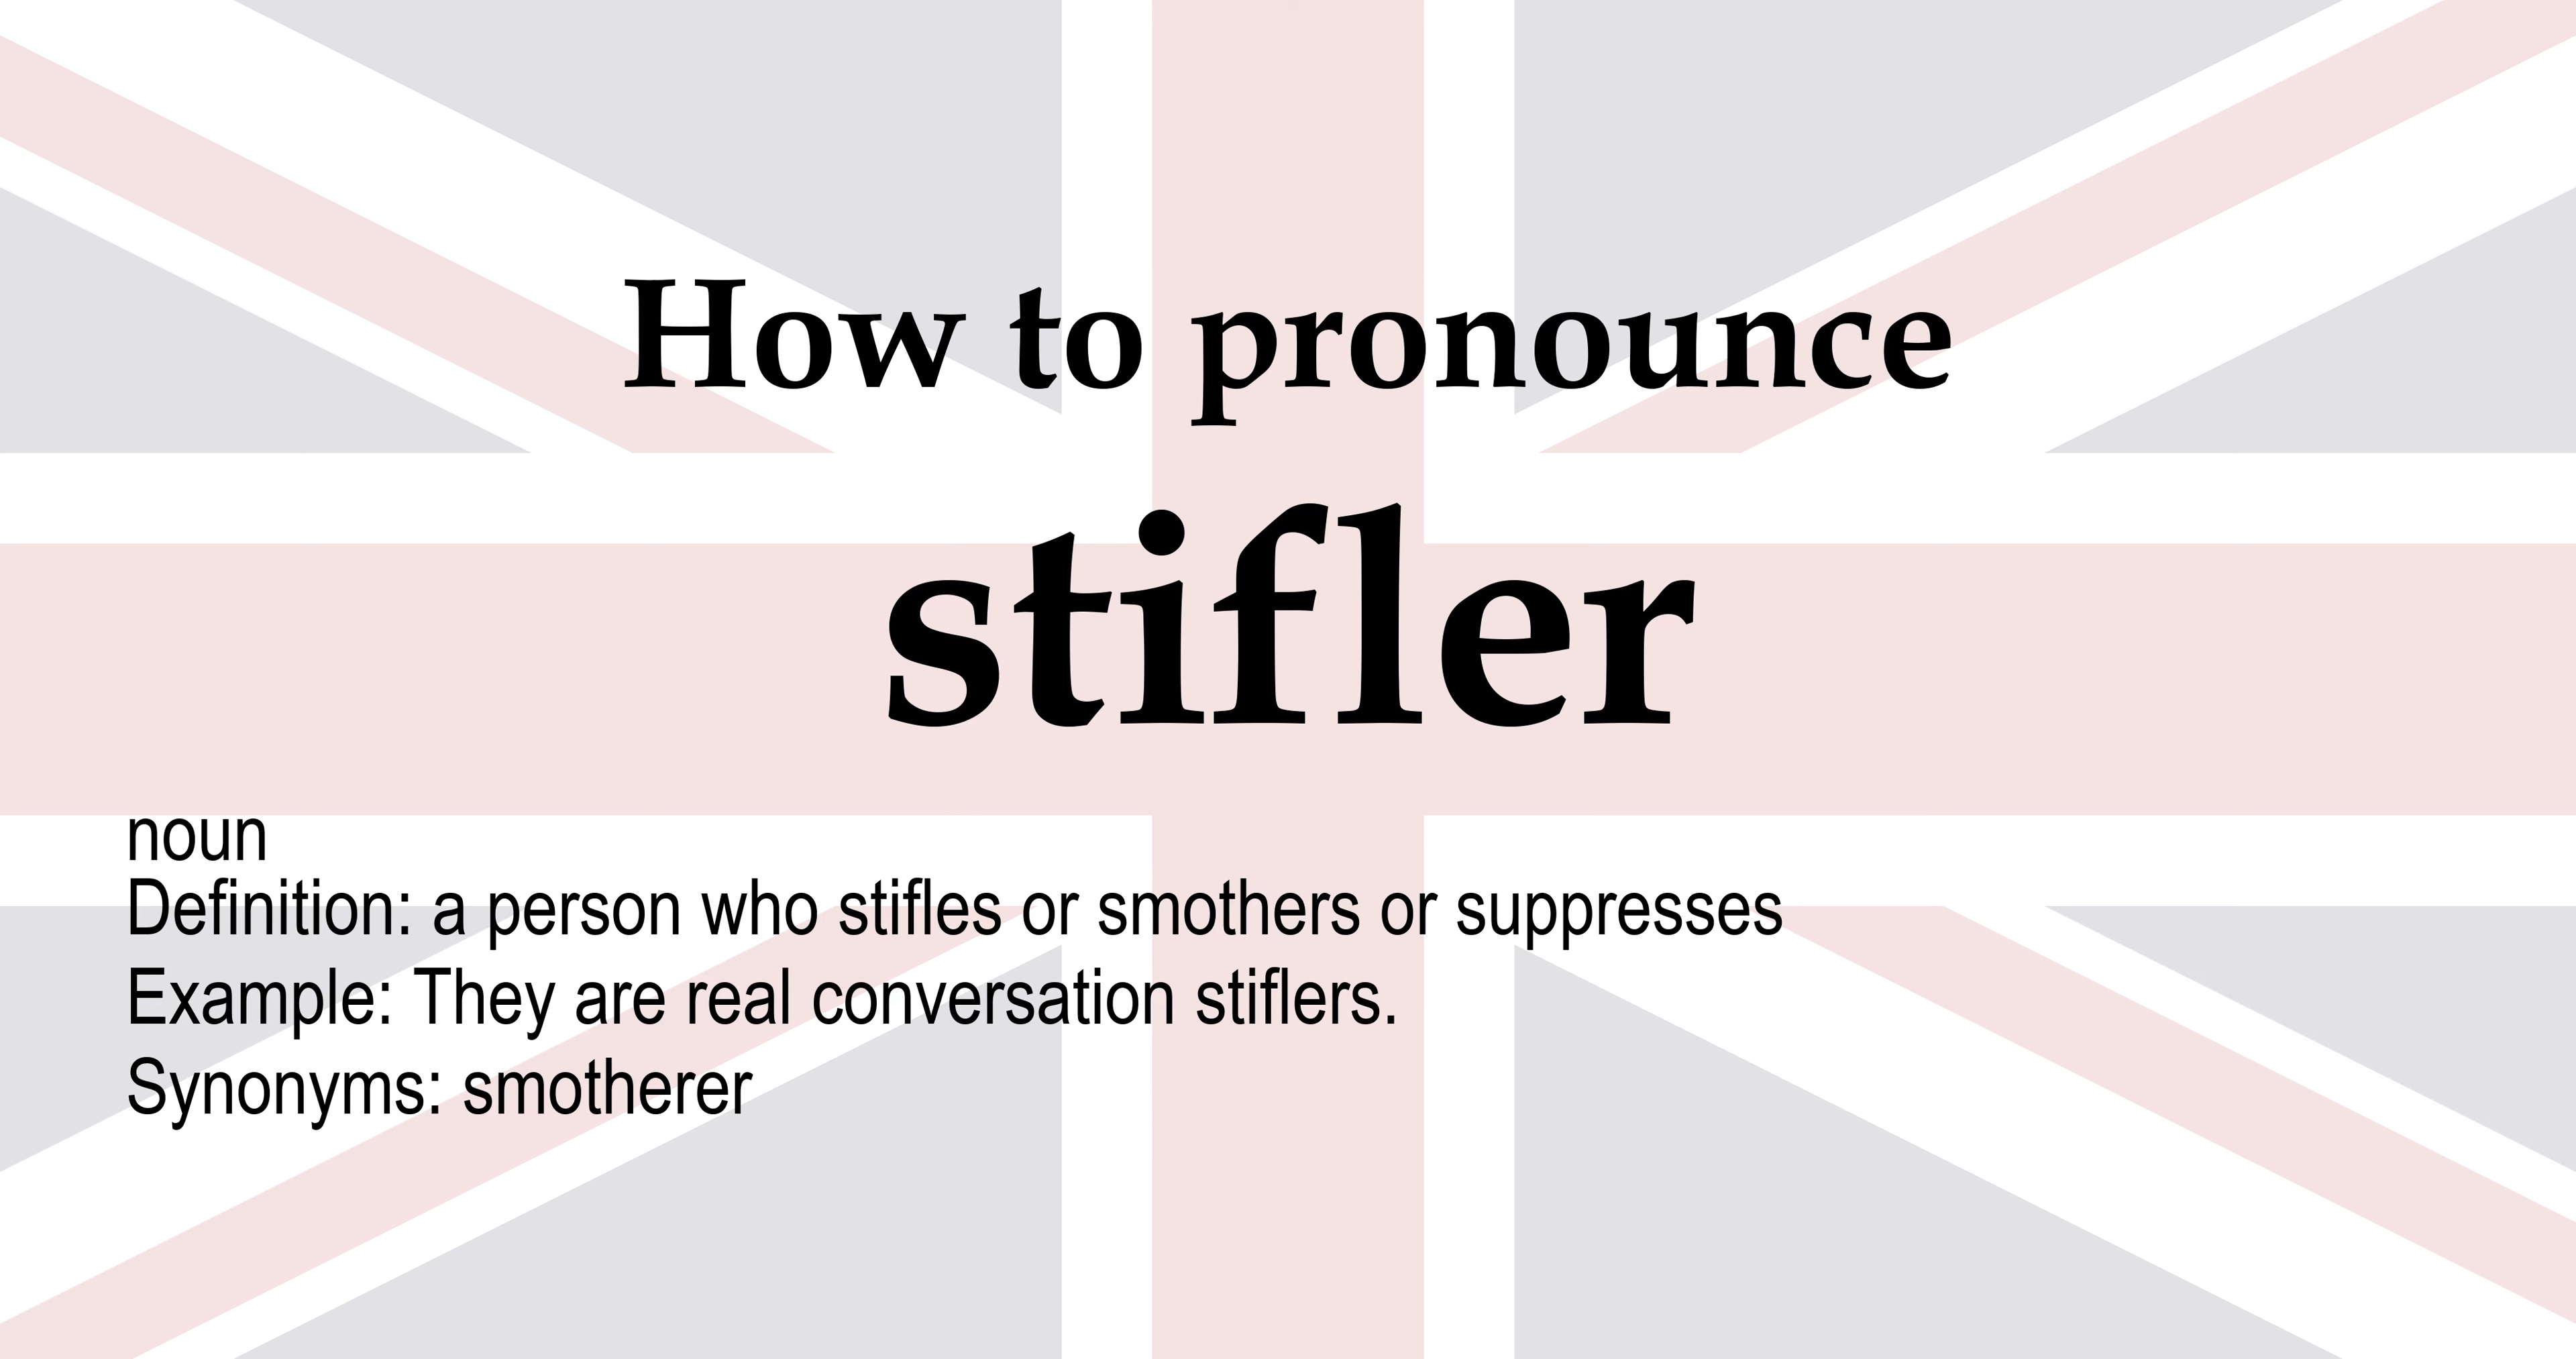 How to pronounce
stifler
noun
Definition: a person who stifles or smothers or suppresses
Example: They are real conversation stiflers.
Synonyms: smotherer